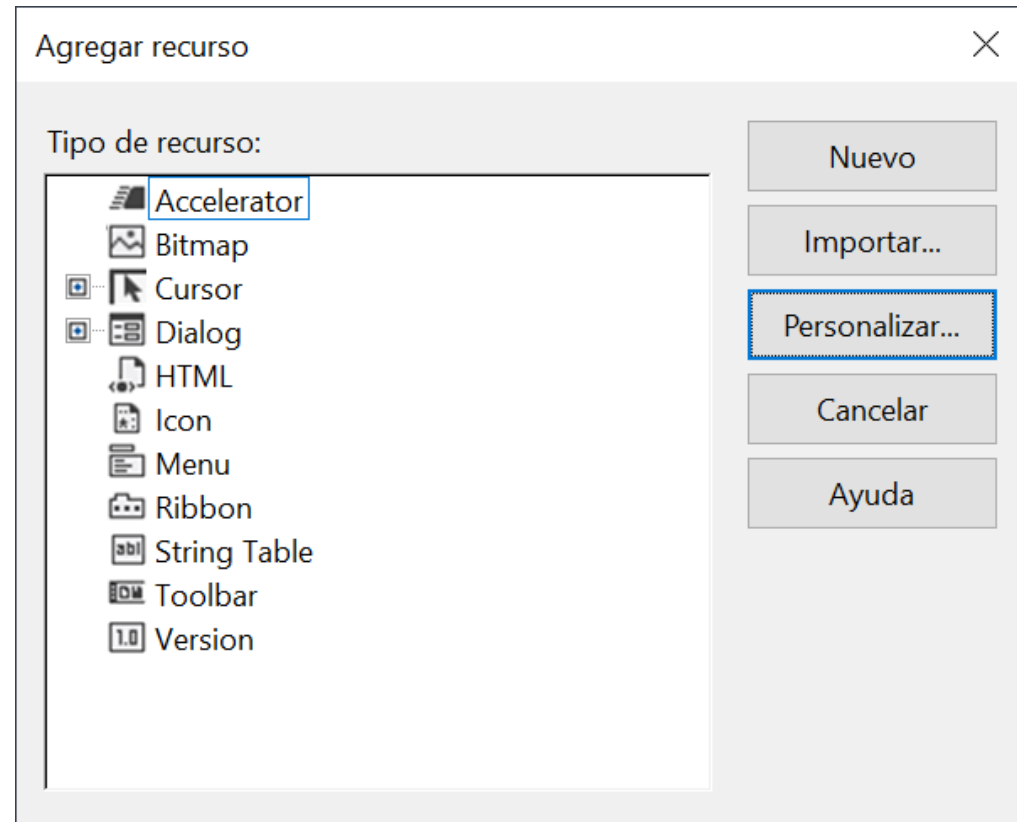 Agregar recurso
Tipo de recurso:
Accelerator
Bitmap
Cursor
Dialog
HTML
Icon
Menu
Ribbon
String Table
Toolbar
Version
Nuevo
Importar...
Personalizar...
Cancelar
Ayuda